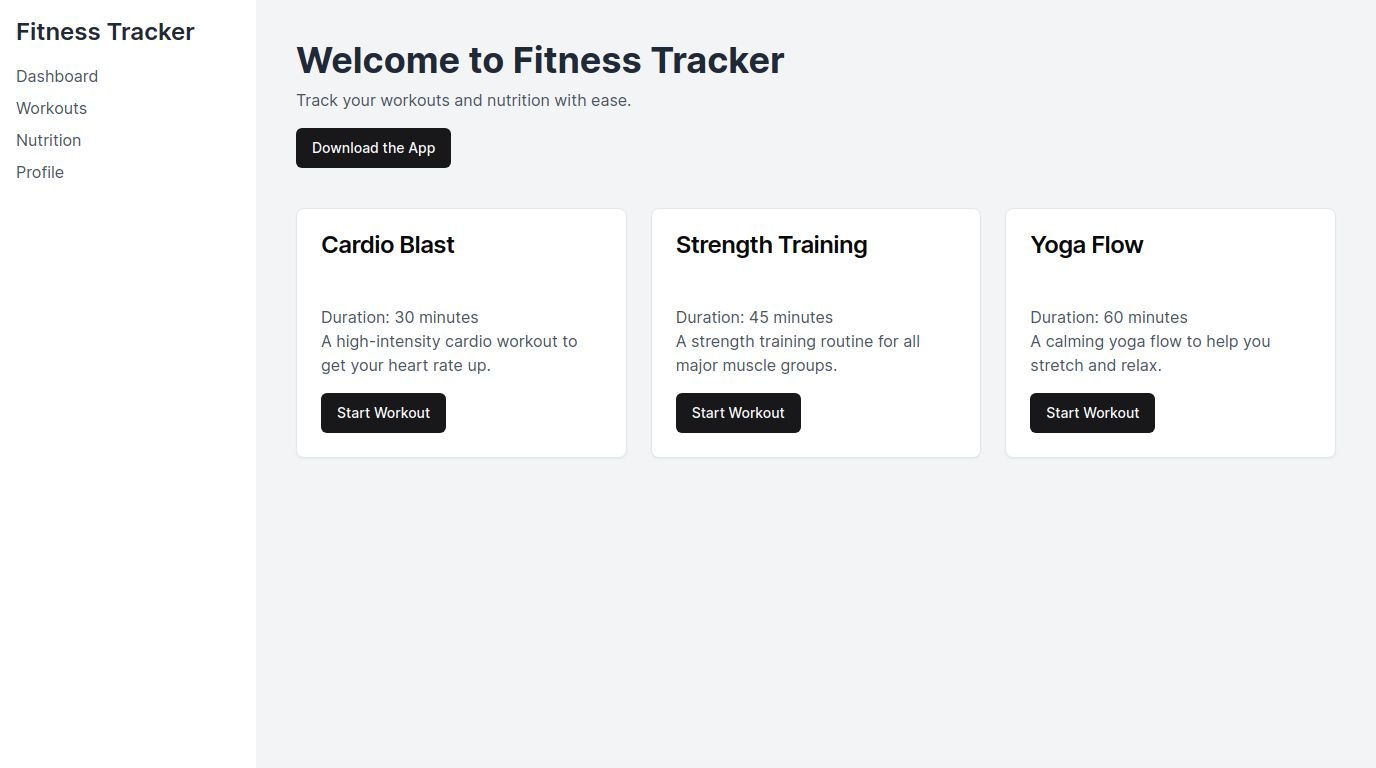 Fitness Tracker
Dashboard
Workouts
Nutrition
Profile
Welcome to Fitness Tracker
Track your workouts and nutrition with ease.
Download the App
Cardio Blast
Duration: 30 minutes
A high-intensity cardio workout to
get your heart rate up.
Start Workout
Strength Training
Duration: 45 minutes
A strength training routine for all
major muscle groups.
Start Workout
Yoga Flow
Duration: 60 minutes
A calming yoga flow to help you
stretch and relax.
Start Workout